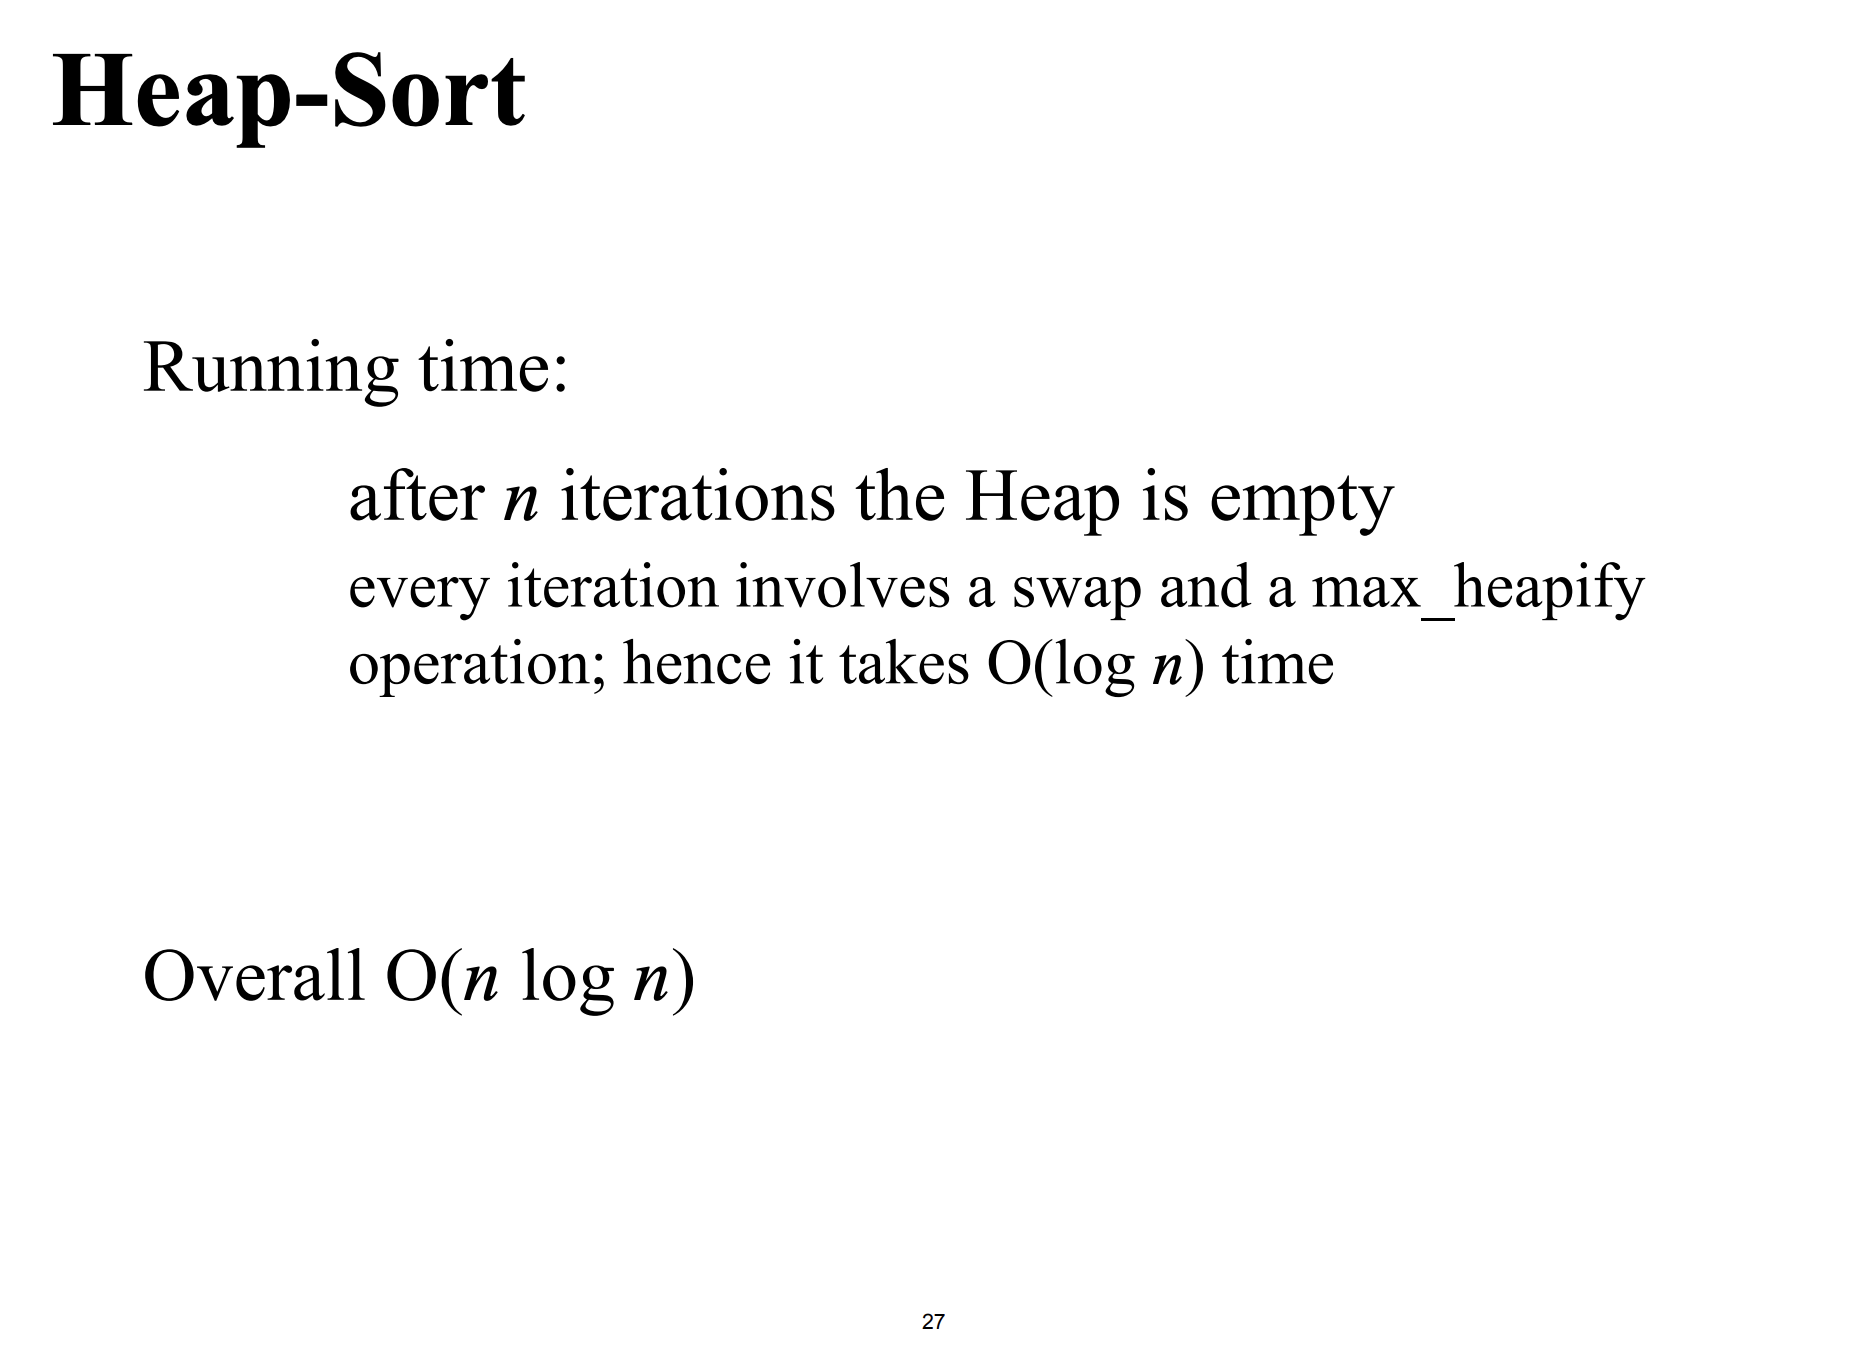 Heap-Sort
Running time:
after n iterations the Heap is empty
every iteration involves a swap and a max_heapify
operation; hence it takes O(log n) time
Overall O(n log n)
27